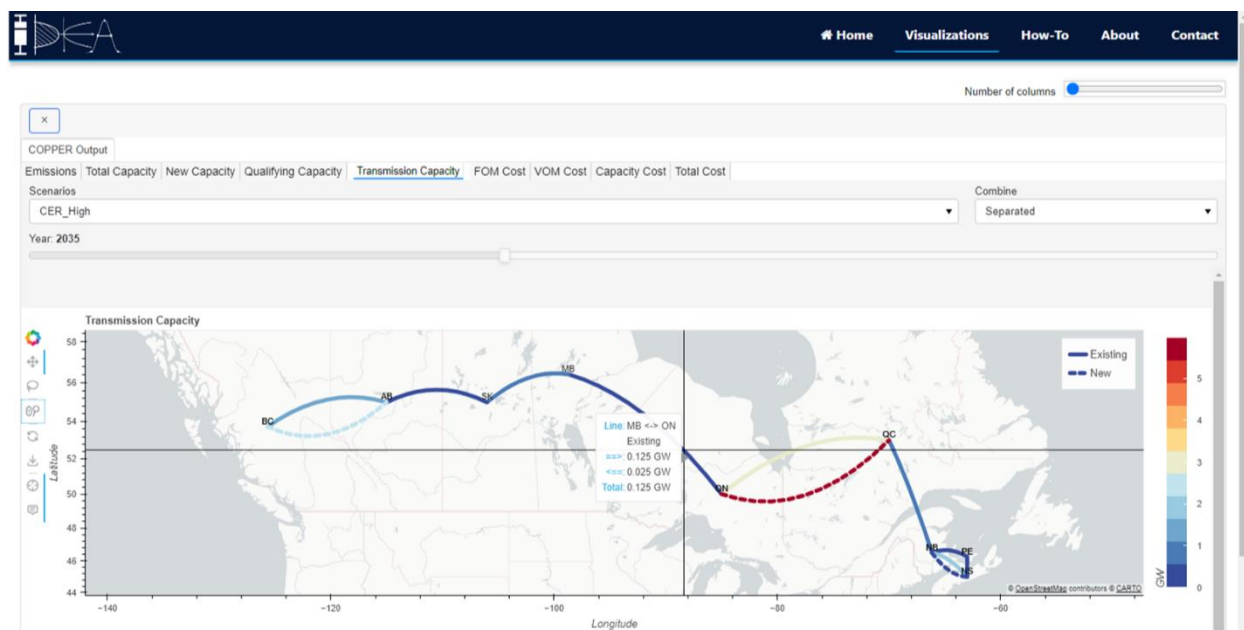 IDEA
Home Visualizations How-To About Contact
Number of columns
×
COPPER Output
Emissions Total Capacity New Capacity Qualifying Capacity Transmission Capacity FOM Cost VOM Cost Capacity Cost Total Cost
Scenarios Combine
CER_High Separated
Year: 2035
Transmission Capacity
58
56
54
52
50
48
46
44
Latitude
−140 −120 −100 −80 −60
Longitude
BC
AB
SK
MB
ON
QC
NB
PE
NS
Line: MB <-> ON
Existing
==>: 0.125 GW
<==: 0.025 GW
Total: 0.125 GW
Existing
New
5
4
3
2
1
0
GW
© OpenStreetMap contributors © CARTO